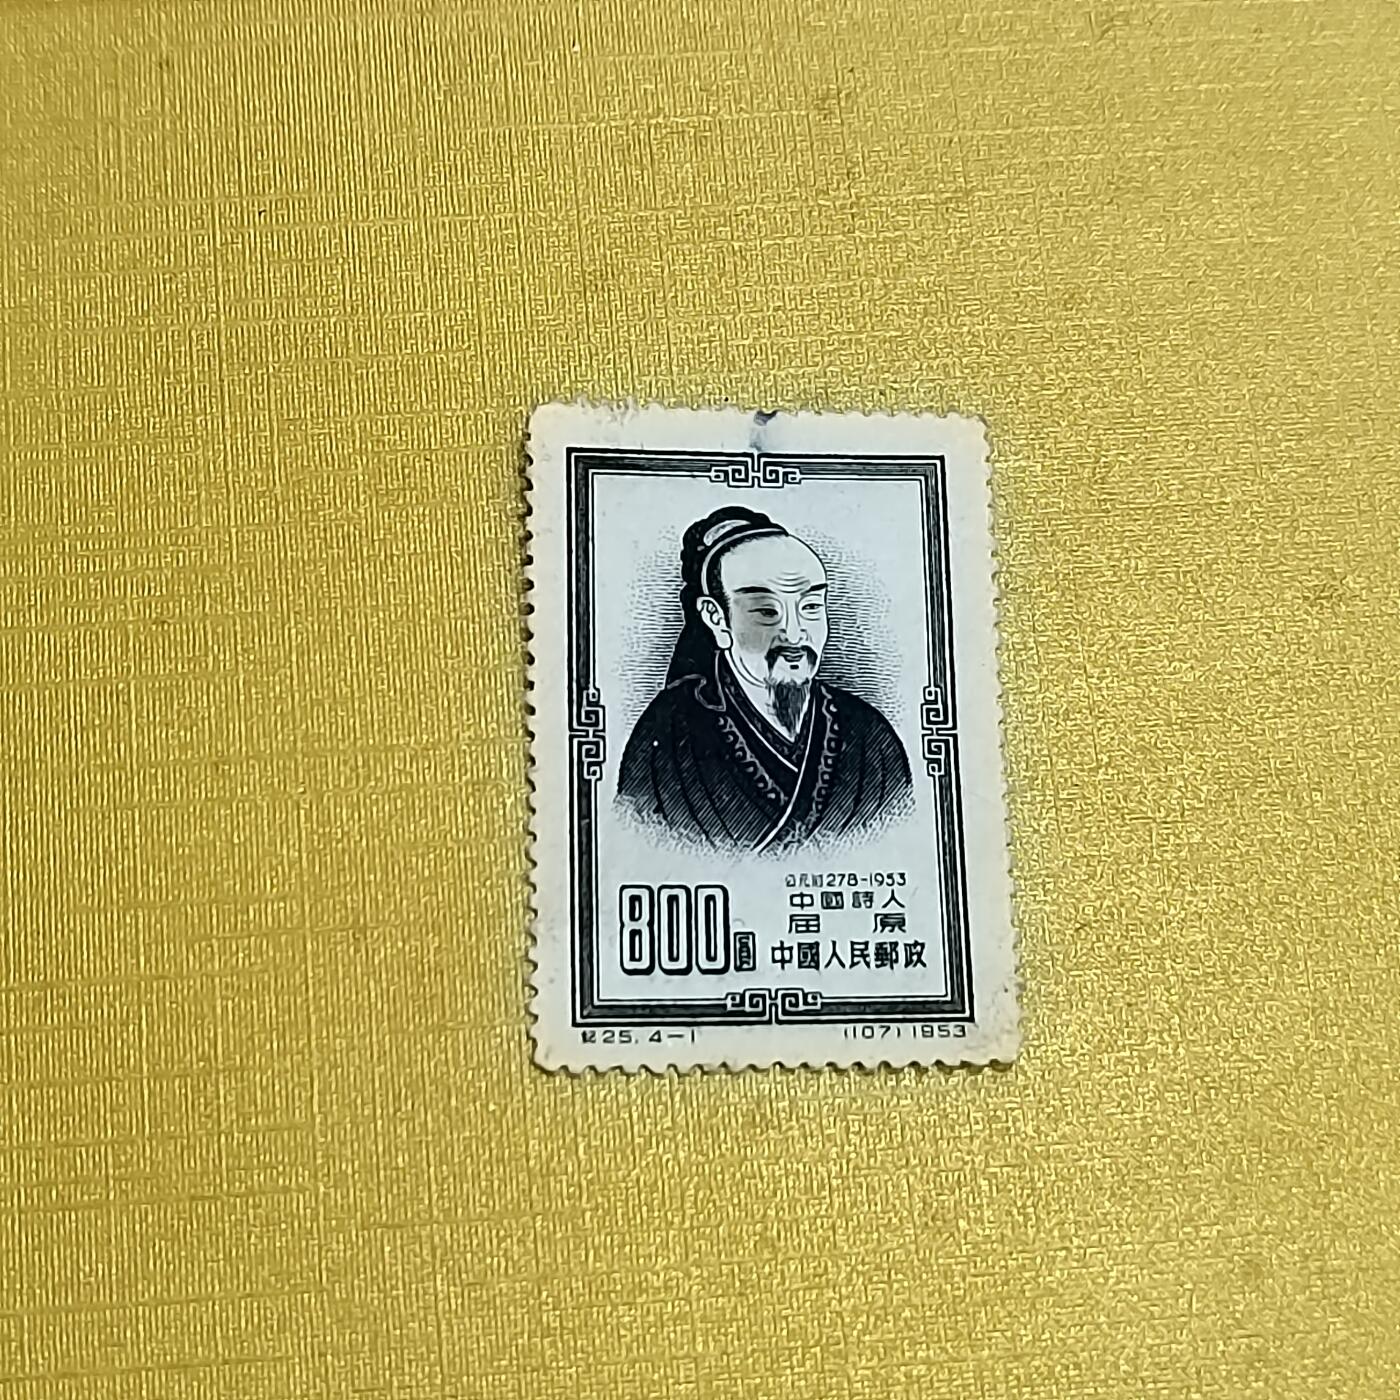 公元前278-1953
中國詩人
屈原
800圓
中國人民郵政
紀25.4-1
(107)1953